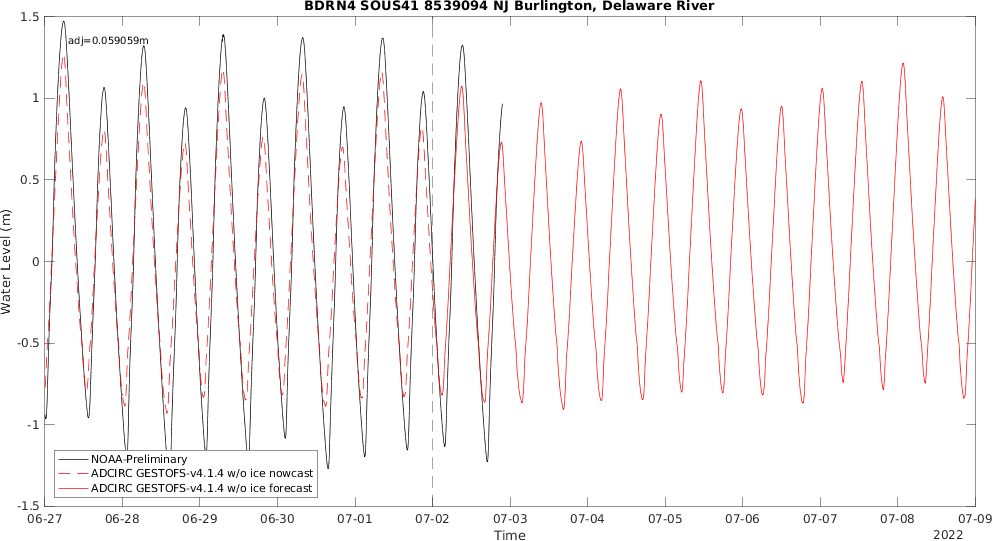 BDRN4 SOUS41 8539094 NJ Burlington, Delaware River
1.5
adj=0.059059m
1
0.5
0
-0.5
-1
-1.5
Water Level (m)
NOAA-Preliminary
ADCIRC GESTOFS-v4.1.4 w/o ice nowcast
ADCIRC GESTOFS-v4.1.4 w/o ice forecast
06-27 06-28 06-29 06-30 07-01 07-02 07-03 07-04 07-05 07-06 07-07 07-08 07-09
Time
2022